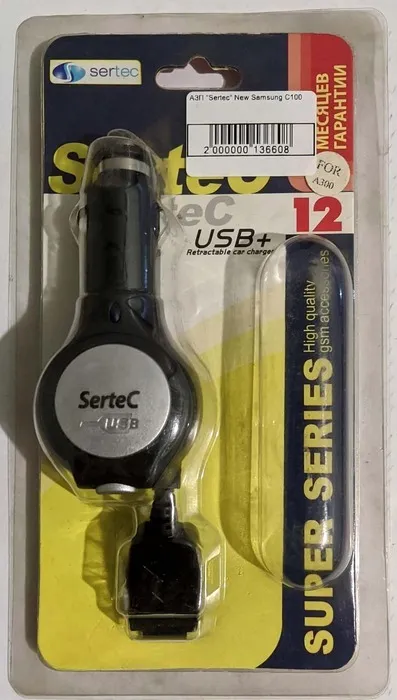 sertec
АЗП "Sertec" New Samsung C100
2 000000 136608
SerteC
FOR
A300
12
МЕСЯЦЕВ
ГАРАНТИИ
USB+
Retractable car charger
SerteC
USB
SUPER SERIES
High quality
gsm accessories